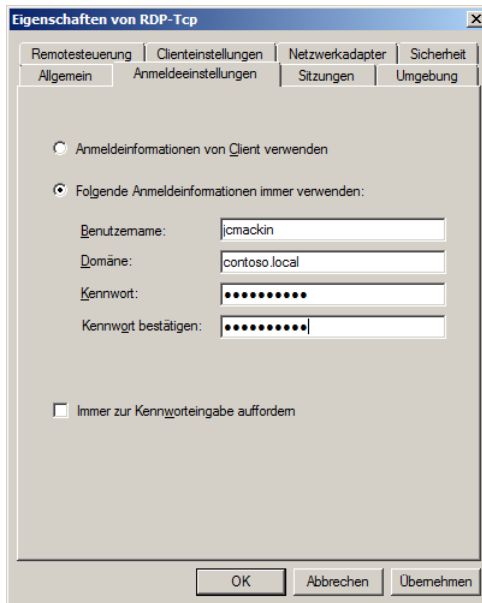 Eigenschaften von RDP-Tcp
Remotesteuerung Clienteinstellungen Netzwerkadapter Sicherheit
Allgemein Anmeldeeinstellungen Sitzungen Umgebung
Anmeldeinformationen von Client verwenden
Folgende Anmeldeinformationen immer verwenden:
Benutzername: jcmackin
Domäne: contoso.local
Kennwort: ●●●●●●●●●●
Kennwort bestätigen: ●●●●●●●●●●
Immer zur Kennworteingabe auffordern
OK Abbrechen Übernehmen